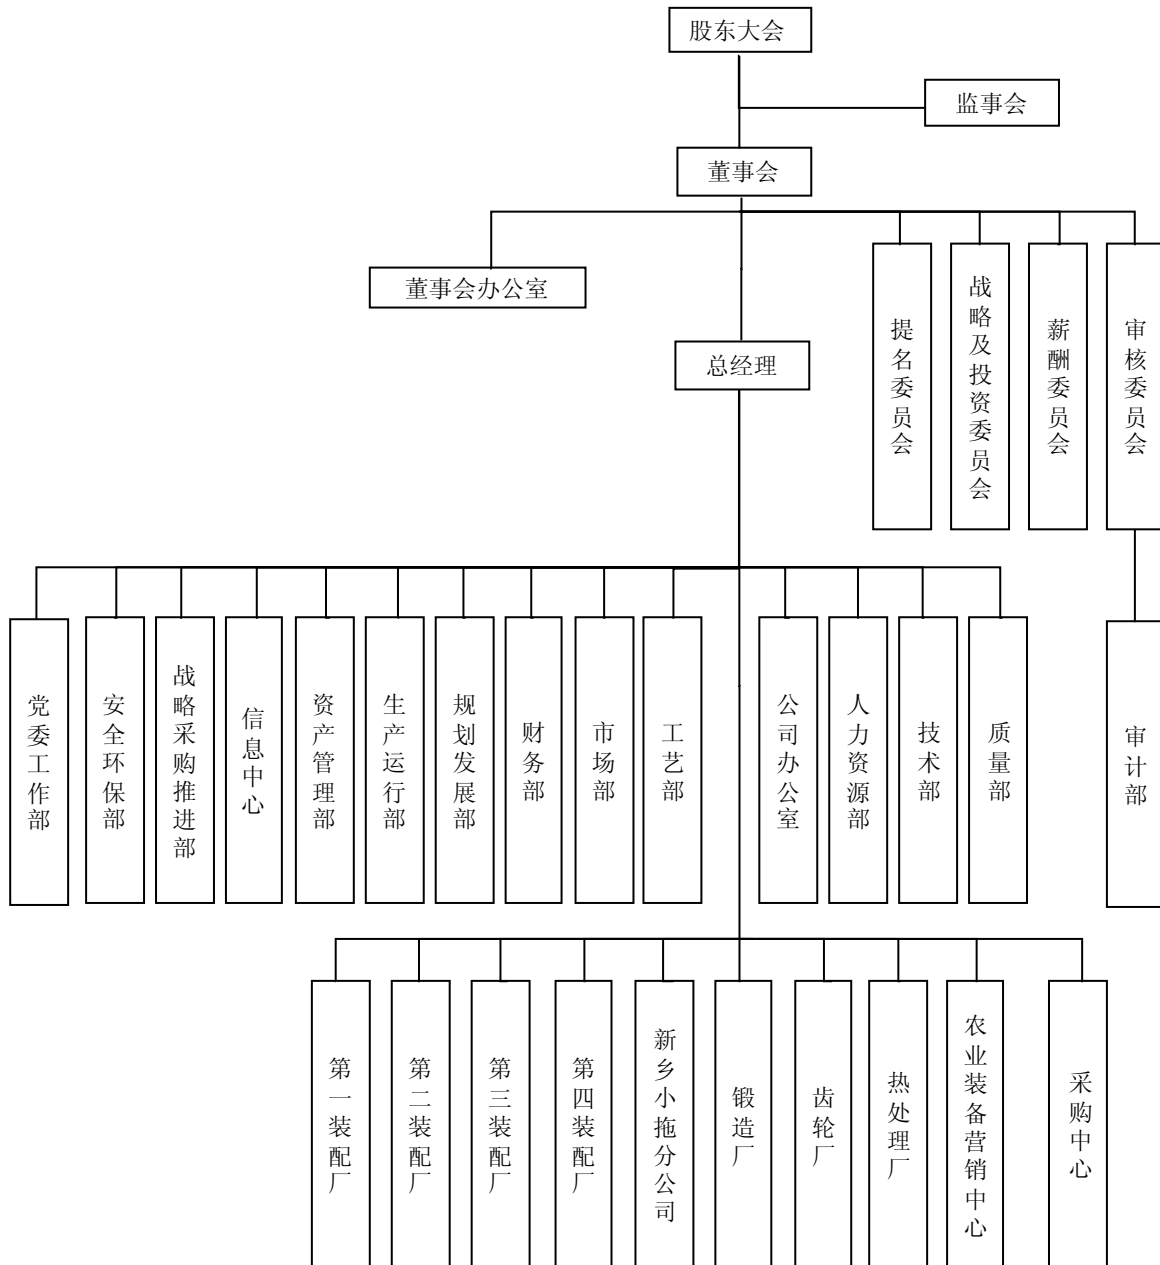 股东大会
监事会
董事会
董事会办公室
提名委员会
战略及投资委员会
薪酬委员会
审核委员会
总经理
党委工作部
安全环保部
战略采购推进部
信息中心
资产管理部
生产运行部
规划发展部
财务部
市场部
工艺部
公司办公室
人力资源部
技术部
质量部
审计部
第一装配厂
第二装配厂
第三装配厂
第四装配厂
新乡小拖分公司
锻造厂
齿轮厂
热处理厂
农业装备营销中心
采购中心